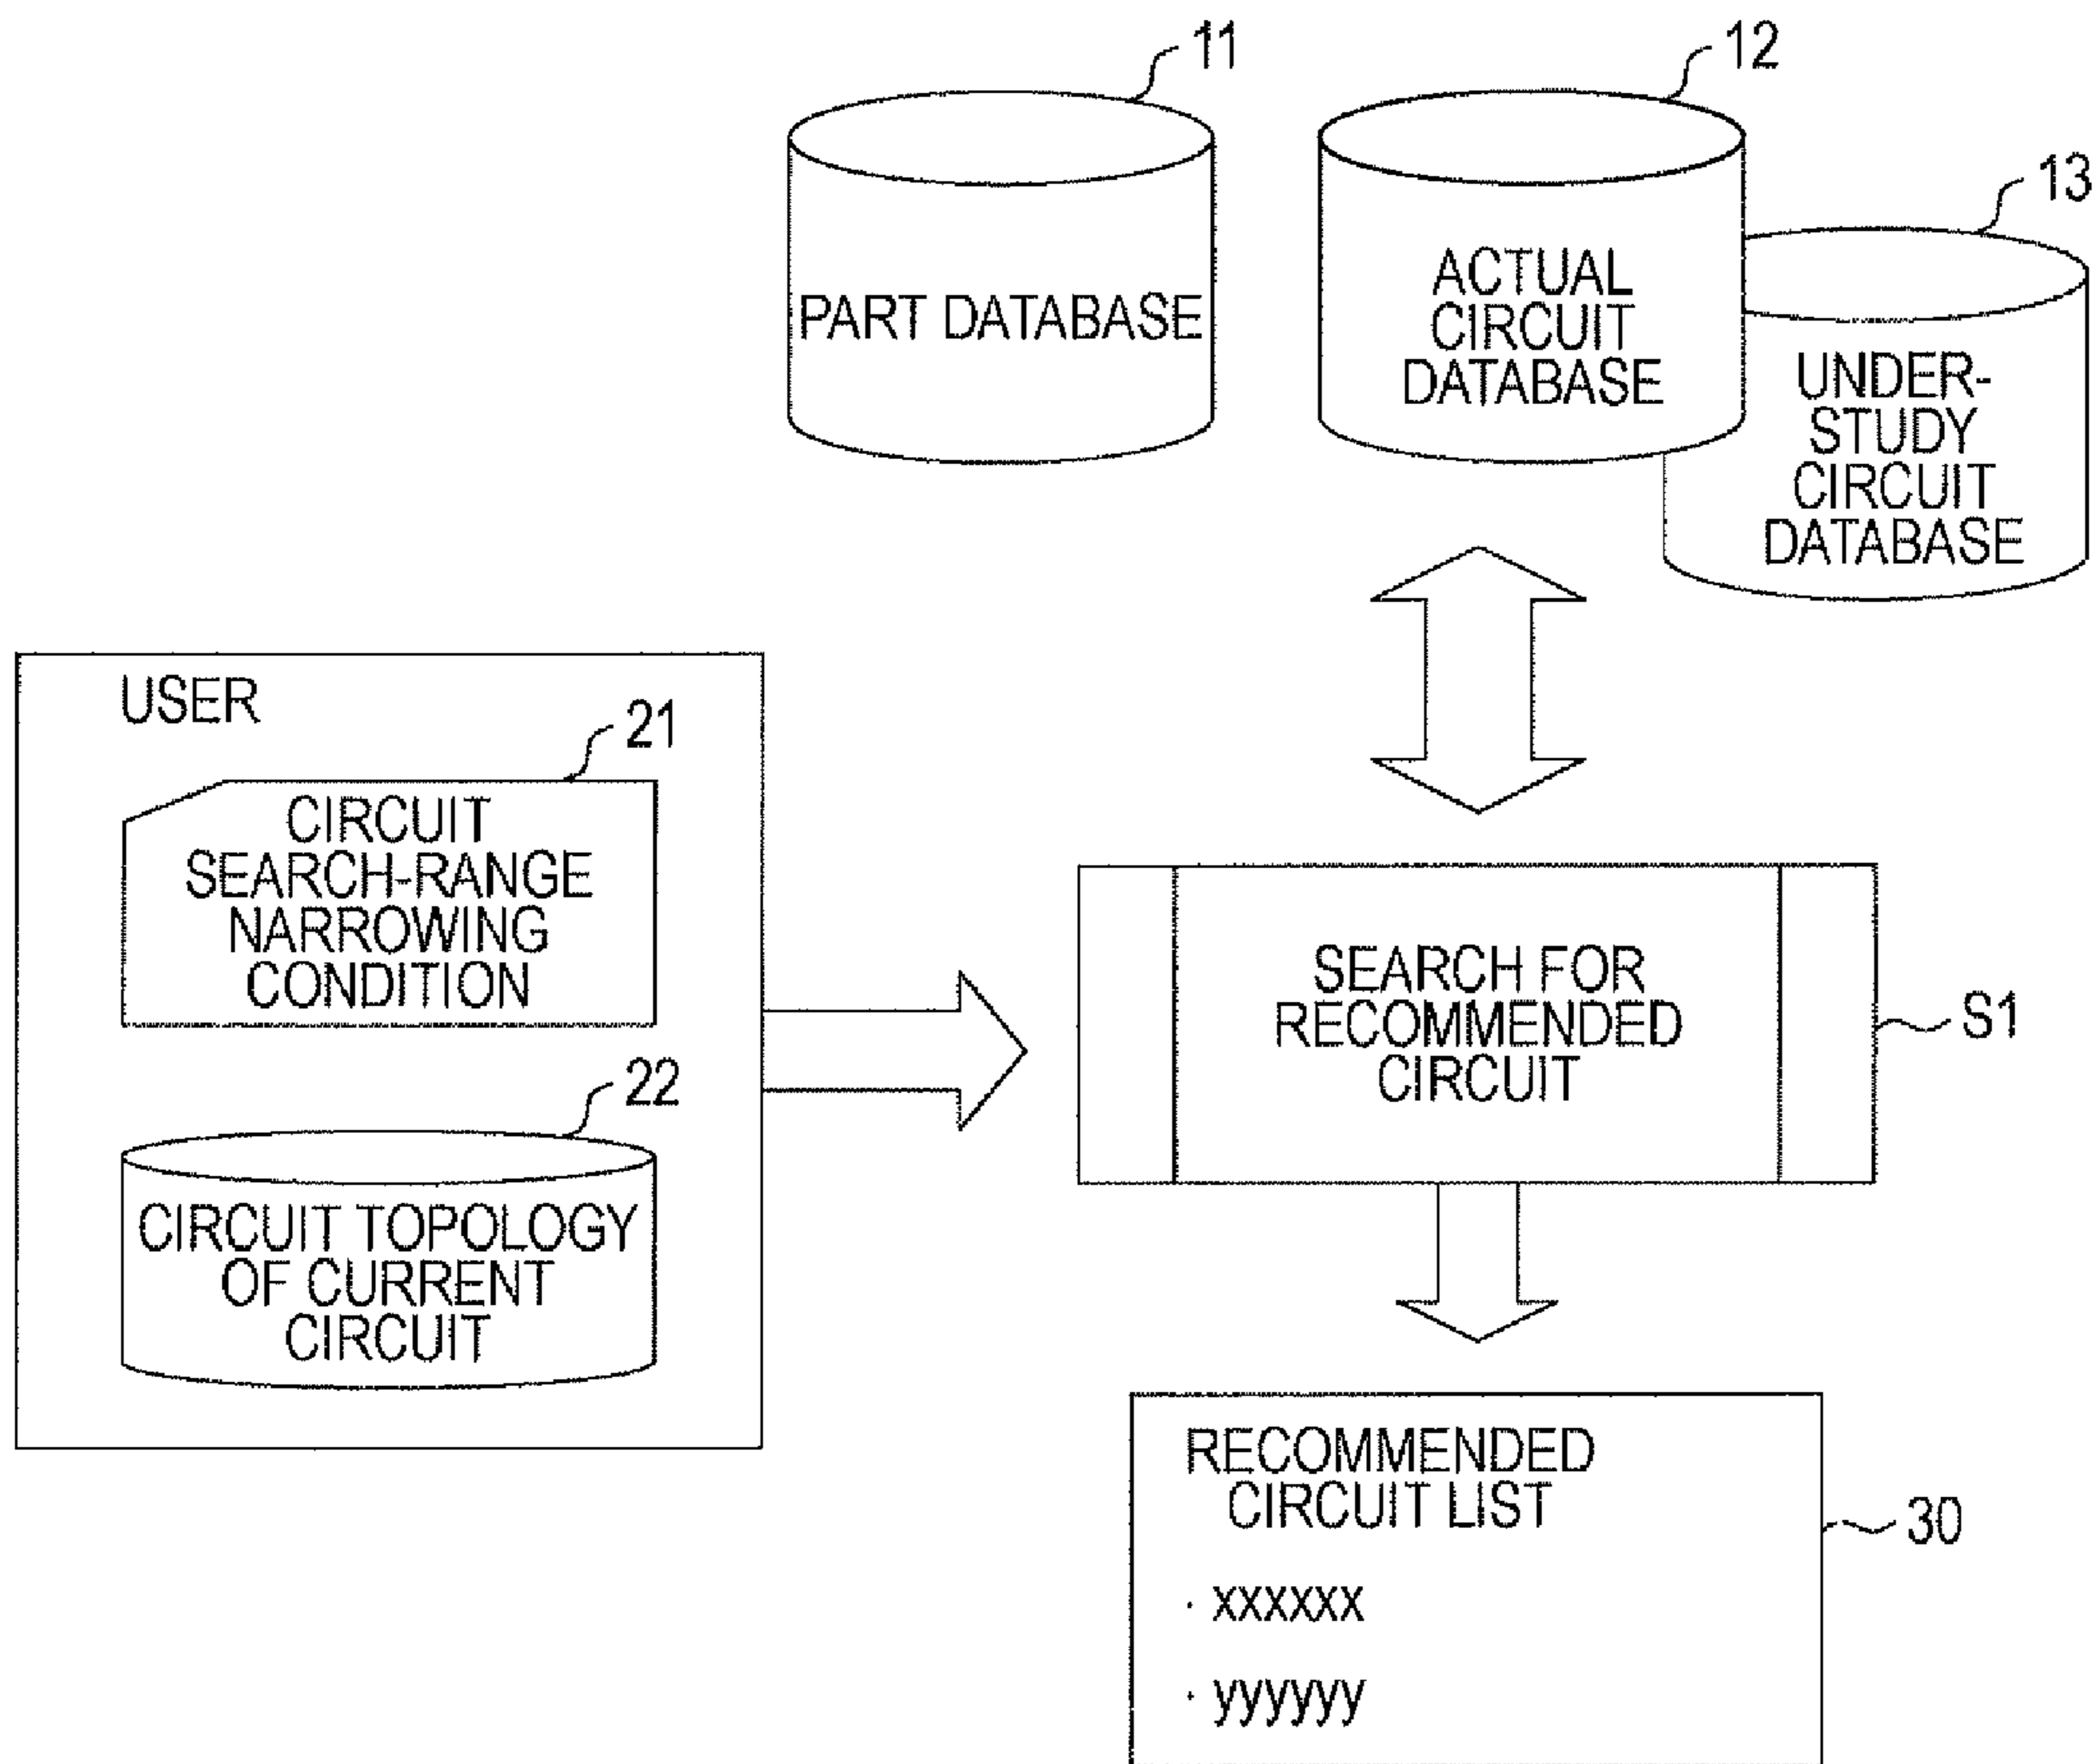 11
12
13
PART DATABASE
ACTUAL
CIRCUIT
DATABASE
UNDER-
STUDY
CIRCUIT
DATABASE
USER
21
CIRCUIT
SEARCH-RANGE
NARROWING
CONDITION
22
CIRCUIT TOPOLOGY
OF CURRENT
CIRCUIT
SEARCH FOR
RECOMMENDED
CIRCUIT
S1
RECOMMENDED
CIRCUIT LIST
30
· xxxxxx
· yyyyyy